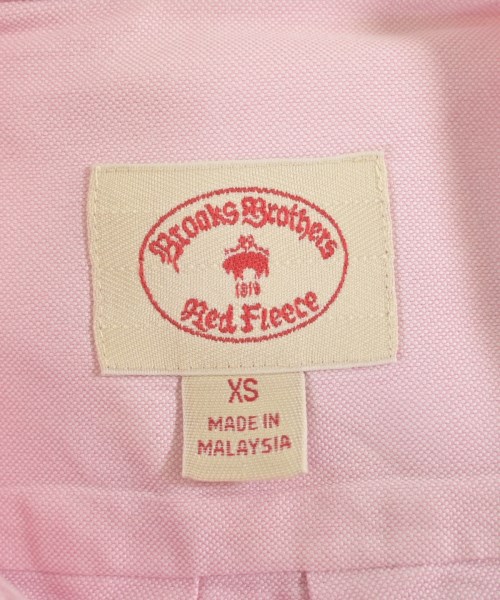 Brooks Brothers
1818
Red Fleece
XS
MADE IN
MALAYSIA